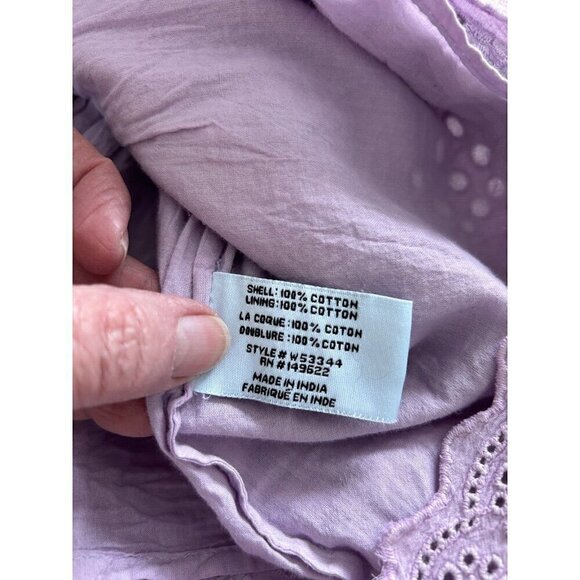 SHELL: 100% COTTON
LINING: 100% COTTON
LA COQUE: 100% COTON
DOUBLURE: 100% COTON
STYLE# W53344
RN #149622
MADE IN INDIA
FABRIQUÉ EN INDE